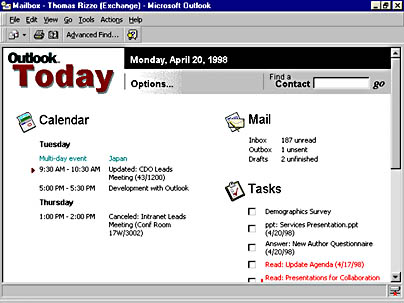 Mailbox - Thomas Rizzo (Exchange) - Microsoft Outlook
File Edit View Go Tools Actions Help
Advanced Find...
Outlook Today
Monday, April 20, 1998
Options...
Find a Contact
go
Calendar
Tuesday
Multi-day event Japan
9:30 AM - 10:30 AM Updated: CDO Leads
Meeting (43/1200)
5:00 PM - 5:30 PM Development with Outlook
Thursday
1:00 PM - 2:00 PM Canceled: Intranet Leads
Meeting (Conf Room
17W/3002)
Mail
Inbox 187 unread
Outbox 1 unsent
Drafts 2 unfinished
Tasks
Demographics Survey
ppt: Services Presentation.ppt
(4/20/98)
Answer: New Author Questionnaire
(4/20/98)
Read: Update Agenda (4/17/98)
Read: Presentations for Collaboration